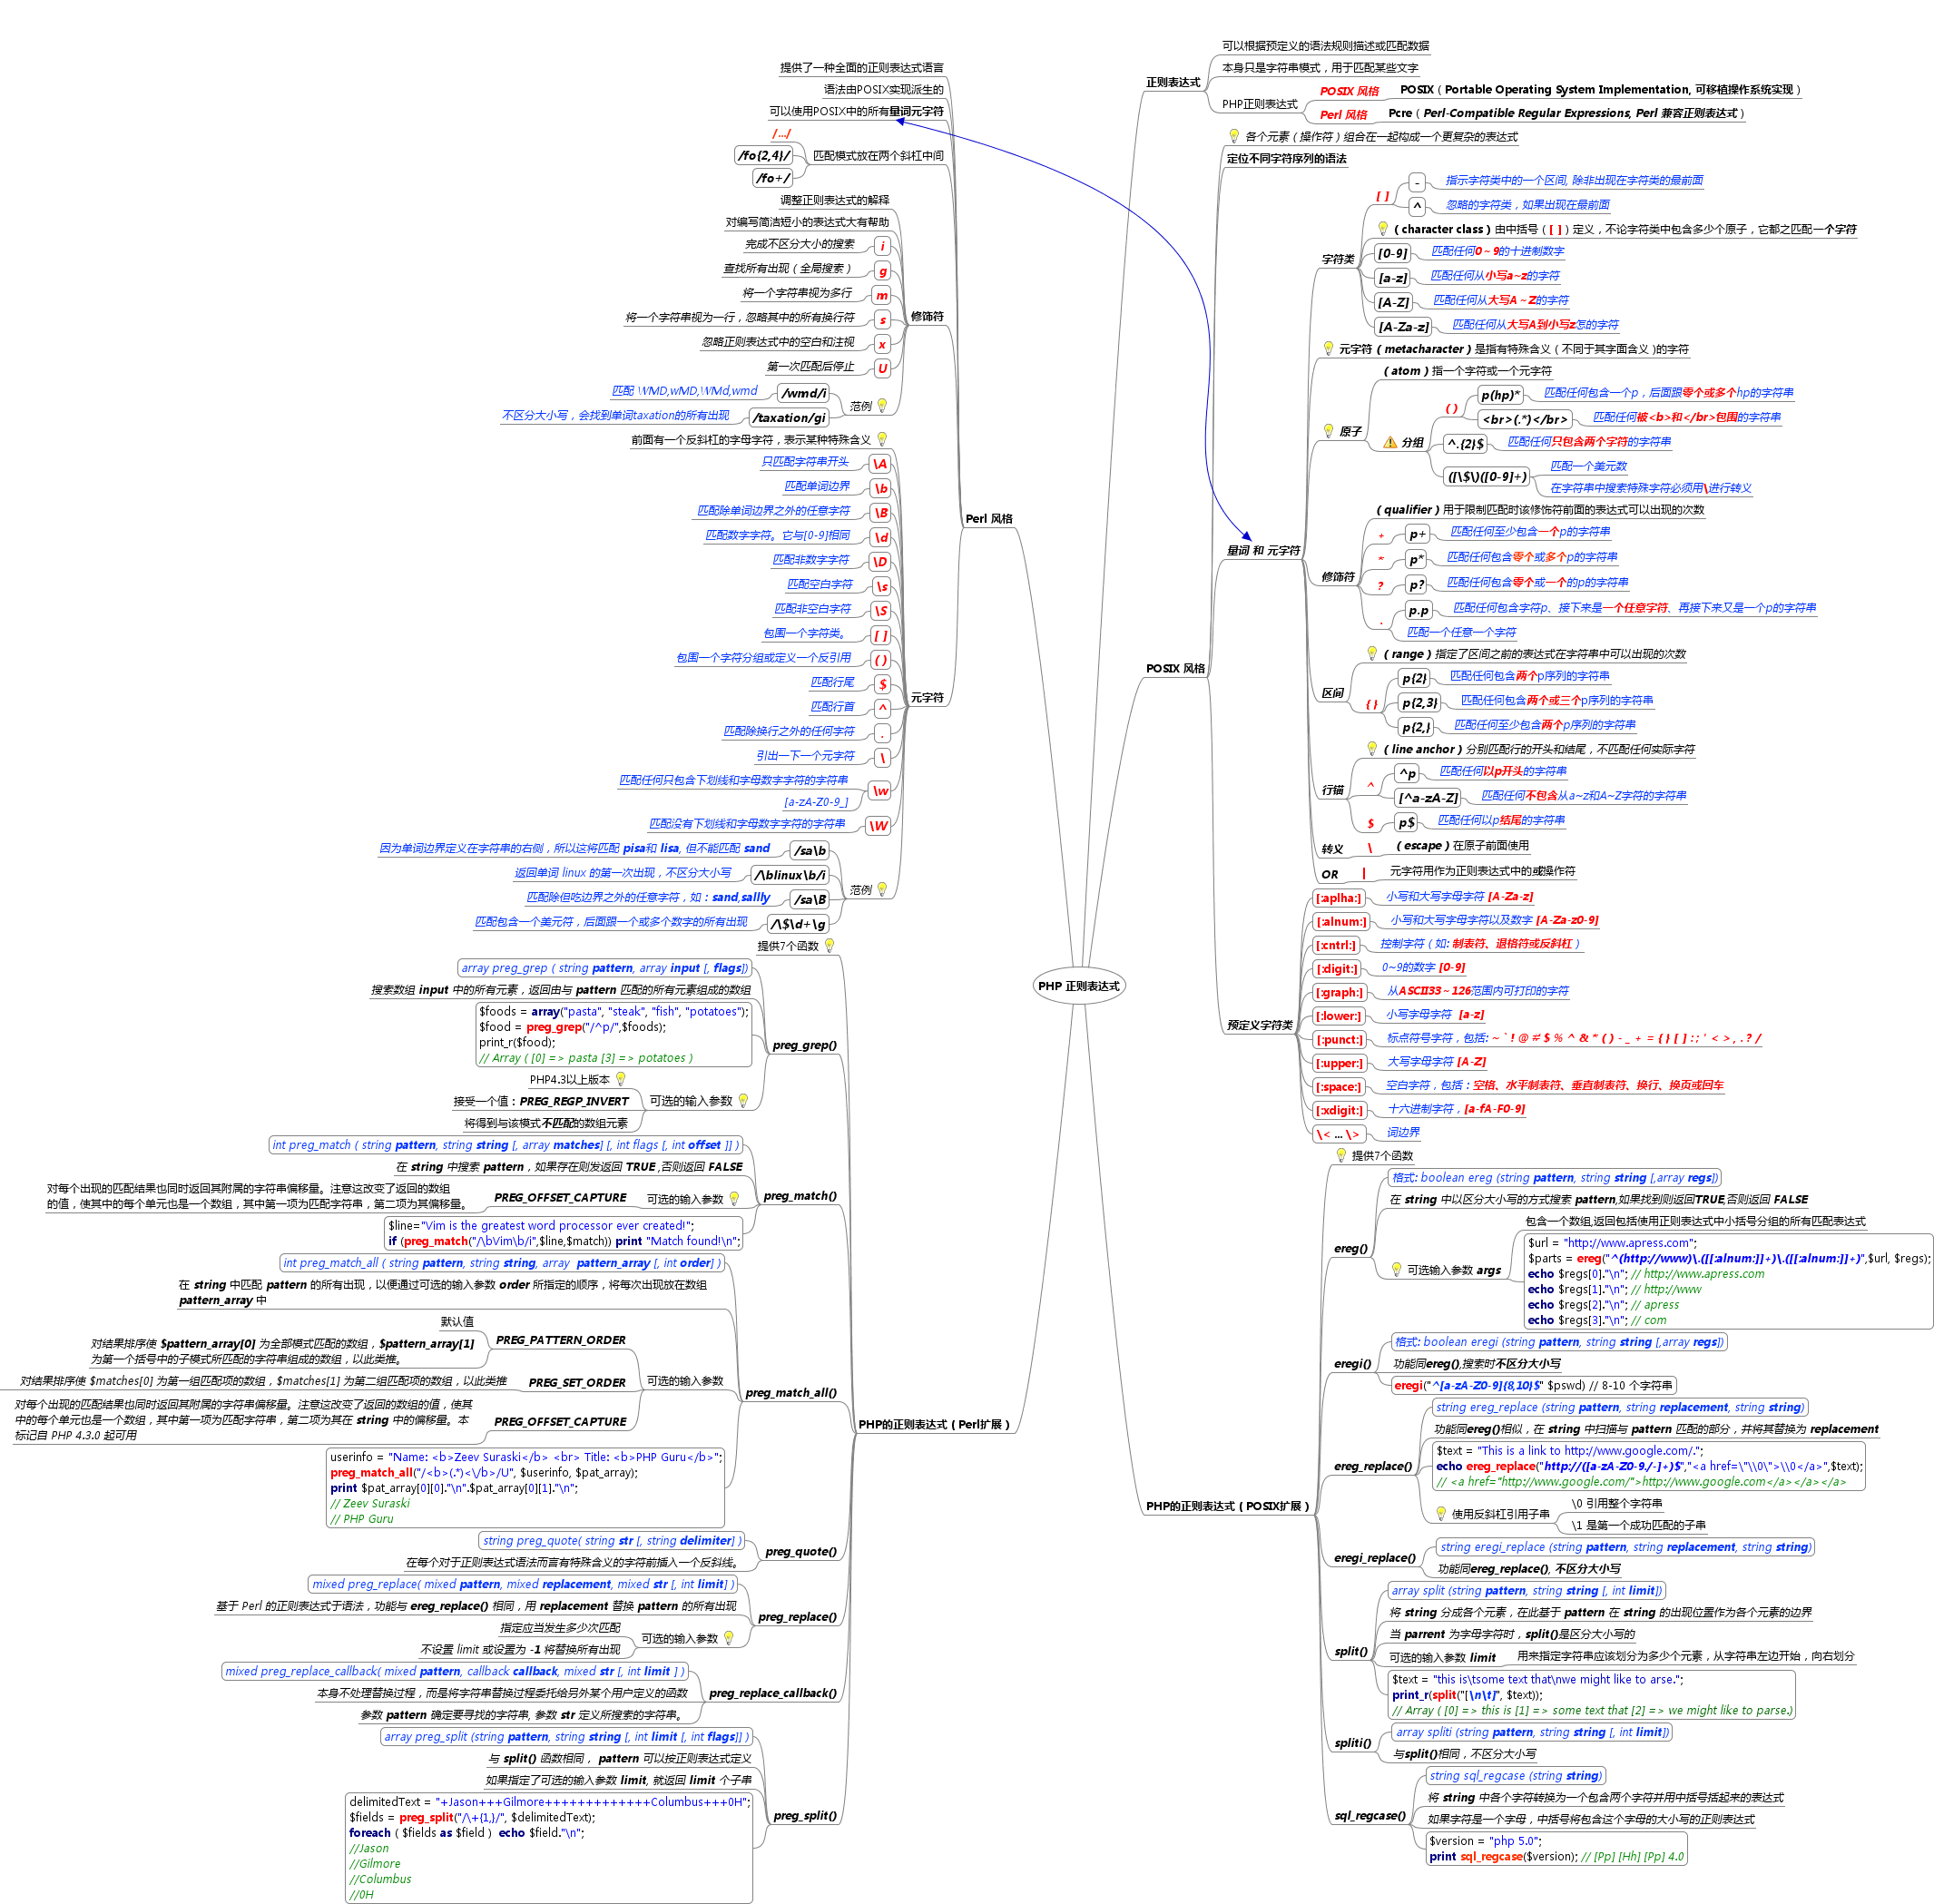 PHP 正则表达式
正则表达式
可以根据预定义的语法规则描述或匹配数据
本身只是字符串模式，用于匹配某些文字
PHP正则表达式
POSIX 风格
POSIX ( Portable Operating System Implementation, 可移植操作系统实现 )
Perl 风格
Pcre ( Perl-Compatible Regular Expressions, Perl 兼容正则表达式 )
POSIX 风格
各个元素 ( 操作符 ) 组合在一起构成一个更复杂的表达式
定位不同字符序列的语法
量词 和 元字符
字符类
[ ]
-
指示字符类中的一个区间, 除非出现在字符类的最前面
^
忽略的字符类，如果出现在最前面
( character class ) 由中括号 ( [ ] ) 定义，不论字符类中包含多少个原子，它都之匹配一个字符
[0-9]
匹配任何0 ~ 9的十进制数字
[a-z]
匹配任何从小写a~z的字符
[A-Z]
匹配任何从大写A ~ Z的字符
[A-Za-z]
匹配任何从大写A到小写z怎的字符
元字符 ( metacharacter ) 是指有特殊含义 ( 不同于其字面含义 )的字符
原子
( atom ) 指一个字符或一个元字符
分组
( )
p(hp)*
匹配任何包含一个p，后面跟零个或多个hp的字符串
<br>(.*)</br>
匹配任何被<b>和</br>包围的字符串
^.{2}$
匹配任何只包含两个字符的字符串
([\$\)([0-9]+)
匹配一个美元数
在字符串中搜索特殊字符必须用\进行转义
修饰符
( qualifier ) 用于限制匹配时该修饰符前面的表达式可以出现的次数
+
p+
匹配任何至少包含一个p的字符串
*
p*
匹配任何包含零个或多个p的字符串
?
p?
匹配任何包含零个或一个的p的字符串
.
p.p
匹配任何包含字符p、接下来是一个任意字符、再接下来又是一个p的字符串
匹配一个任意一个字符
区间
( range ) 指定了区间之前的表达式在字符串中可以出现的次数
{ }
p{2}
匹配任何包含两个p序列的字符串
p{2,3}
匹配任何包含两个或三个p序列的字符串
p{2,}
匹配任何至少包含两个p序列的字符串
行锚
( line anchor ) 分别匹配行的开头和结尾，不匹配任何实际字符
^
^p
匹配任何以p开头的字符串
[^a-zA-Z]
匹配任何不包含从a~z和A~Z字符的字符串
$
p$
匹配任何以p结尾的字符串
转义
\
( escape ) 在原子前面使用
OR
|
元字符用作为正则表达式中的或操作符
预定义字符类
[:aplha:]
小写和大写字母字符 [A-Za-z]
[:alnum:]
小写和大写字母字符以及数字 [A-Za-z0-9]
[:cntrl:]
控制字符 ( 如: 制表符、退格符或反斜杠 )
[:digit:]
0~9的数字 [0-9]
[:graph:]
从ASCII33 ~ 126范围内可打印的字符
[:lower:]
小写字母字符 [a-z]
[:punct:]
标点符号字符，包括: ~ ` ! @ # $ % ^ & * ( ) - _ + = { } [ ] : ; ' < > , . ? /
[:upper:]
大写字母字符 [A-Z]
[:space:]
空白字符，包括：空格、水平制表符、垂直制表符、换行、换页或回车
[:xdigit:]
十六进制字符，[a-fA-F0-9]
\< ... \>
词边界
PHP的正则表达式 ( POSIX扩展 )
提供7个函数
ereg()
格式: boolean ereg (string pattern, string string [,array regs])
在 string 中以区分大小写的方式搜索 pattern,如果找到则返回TRUE,否则返回 FALSE
可选输入参数 args
包含一个数组,返回包括使用正则表达式中小括号分组的所有匹配表达式
$url = "http://www.apress.com";
$parts = ereg("^(http://www)\.([[:alnum:]]+)\.([[:alnum:]]+)",$url, $regs);
echo $regs[0]."\n"; // http://www.apress.com
echo $regs[1]."\n"; // http://www
echo $regs[2]."\n"; // apress
echo $regs[3]."\n"; // com
eregi()
格式: boolean eregi (string pattern, string string [,array regs])
功能同ereg(),搜索时不区分大小写
eregi("^[a-zA-Z0-9]{8,10}$" $pswd) // 8-10 个字符串
ereg_replace()
string ereg_replace (string pattern, string replacement, string string)
功能同ereg()相似，在 string 中扫描与 pattern 匹配的部分，并将其替换为 replacement
$text = "This is a link to http://www.google.com/.";
echo ereg_replace("http://([a-zA-Z0-9./-]+)$","<a href=\"\\0\">\\0</a>",$text);
// <a href="http://www.google.com/">http://www.google.com</a></a></a>
使用反斜杠引用子串
\0 引用整个字符串
\1 是第一个成功匹配的子串
eregi_replace()
string eregi_replace (string pattern, string replacement, string string)
功能同ereg_replace(), 不区分大小写
split()
array split (string pattern, string string [, int limit])
将 string 分成各个元素，在此基于 pattern 在 string 的出现位置作为各个元素的边界
当 parrent 为字母字符时，split()是区分大小写的
可选的输入参数 limit
用来指定字符串应该划分为多少个元素，从字符串左边开始，向右划分
$text = "this is\tsome text that\nwe might like to arse.";
print_r(split("[\n\t]", $text));
// Array ( [0] => this is [1] => some text that [2] => we might like to parse.)
spliti()
array spliti (string pattern, string string [, int limit])
与split()相同，不区分大小写
sql_regcase()
string sql_regcase (string string)
将 string 中各个字符转换为一个包含两个字符并用中括号括起来的表达式
如果字符是一个字母，中括号将包含这个字母的大小写的正则表达式
$version = "php 5.0";
print sql_regcase($version); // [Pp] [Hh] [Pp] 4.0
Perl 风格
提供了一种全面的正则表达式语言
语法由POSIX实现派生的
可以使用POSIX中的所有量词元字符
匹配模式放在两个斜杠中间
/.../
/fo{2,4}/
/fo+/
修饰符
调整正则表达式的解释
对编写简洁短小的表达式大有帮助
完成不区分大小的搜索
i
查找所有出现 ( 全局搜索 )
g
将一个字符串视为多行
m
将一个字符串视为一行，忽略其中的所有换行符
s
忽略正则表达式中的空白和注视
x
第一次匹配后停止
U
范例
匹配 WMD,wMD,WMd,wmd
/wmd/i
不区分大小写，会找到单词taxation的所有出现
/taxation/gi
元字符
前面有一个反斜杠的字母字符，表示某种特殊含义
只匹配字符串开头
\A
匹配单词边界
\b
匹配除单词边界之外的任意字符
\B
匹配数字字符。它与[0-9]相同
\d
匹配非数字字符
\D
匹配空白字符
\s
匹配非空白字符
\S
包围一个字符类。
[ ]
包围一个字符分组或定义一个反引用
( )
匹配行尾
$
匹配行首
^
匹配除换行之外的任何字符
.
引出一下一个元字符
\
匹配任何只包含下划线和字母数字字符的字符串
[a-zA-Z0-9_]
\w
匹配没有下划线和字母数字字符的字符串
\W
范例
因为单词边界定义在字符串的右侧，所以这将匹配 pisa和 lisa, 但不能匹配 sand
/sa\b
返回单词 linux 的第一次出现，不区分大小写
/\blinux\b/i
匹配除但吃边界之外的任意字符，如：sand,sallly
/sa\B
匹配包含一个美元符，后面跟一个或多个数字的所有出现
/\$\d+\g
PHP的正则表达式 ( Perl扩展 )
提供7个函数
preg_grep()
array preg_grep ( string pattern, array input [, flags])
搜索数组 input 中的所有元素，返回由与 pattern 匹配的所有元素组成的数组
$foods = array("pasta", "steak", "fish", "potatoes");
$food = preg_grep("/^p/",$foods);
print_r($food);
// Array ( [0] => pasta [3] => potatoes )
可选的输入参数
PHP4.3以上版本
接受一个值：PREG_REGP_INVERT
将得到与该模式不匹配的数组元素
preg_match()
int preg_match ( string pattern, string string [, array matches] [, int flags [, int offset ]] )
在 string 中搜索 pattern，如果存在则发返回 TRUE ,否则返回 FALSE
可选的输入参数
PREG_OFFSET_CAPTURE
对每个出现的匹配结果也同时返回其附属的字符串偏移量。注意这改变了返回的数组
的值，使其中的每个单元也是一个数组，其中第一项为匹配字符串，第二项为其偏移量。
$line="Vim is the greatest word processor ever created!";
if (preg_match("/\bVim\b/i",$line,$match)) print "Match found!\n";
preg_match_all()
int preg_match_all ( string pattern, string string, array pattern_array [, int order] )
在 string 中匹配 pattern 的所有出现，以便通过可选的输入参数 order 所指定的顺序，将每次出现放在数组
pattern_array 中
可选的输入参数
PREG_PATTERN_ORDER
默认值
对结果排序使 $pattern_array[0] 为全部模式匹配的数组，$pattern_array[1]
为第一个括号中的子模式所匹配的字符串组成的数组，以此类推。
PREG_SET_ORDER
对结果排序使 $matches[0] 为第一组匹配项的数组，$matches[1] 为第二组匹配项的数组，以此类推
PREG_OFFSET_CAPTURE
对每个出现的匹配结果也同时返回其附属的字符串偏移量。注意这改变了返回的数组的值，使其
中的每个单元也是一个数组，其中第一项为匹配字符串，第二项为其在 string 中的偏移量。本
标记自 PHP 4.3.0 起可用
userinfo = "Name: <b>Zeev Suraski</b> <br> Title: <b>PHP Guru</b>";
preg_match_all("/<b>(.*)<\/b>/U", $userinfo, $pat_array);
print $pat_array[0][0]."\n".$pat_array[0][1]."\n";
// Zeev Suraski
// PHP Guru
preg_quote()
string preg_quote( string str [, string delimiter] )
在每个对于正则表达式语法而言有特殊含义的字符前插入一个反斜线。
preg_replace()
mixed preg_replace( mixed pattern, mixed replacement, mixed str [, int limit] )
基于 Perl 的正则表达式于语法，功能与 ereg_replace() 相同，用 replacement 替换 pattern 的所有出现
可选的输入参数
指定应当发生多少次匹配
不设置 limit 或设置为 -1 将替换所有出现
preg_replace_callback()
mixed preg_replace_callback( mixed pattern, callback callback, mixed str [, int limit ] )
本身不处理替换过程，而是将字符串替换过程委托给另外某个用户定义的函数
参数 pattern 确定要寻找的字符串, 参数 str 定义所搜索的字符串。
preg_split()
array preg_split (string pattern, string string [, int limit [, int flags]] )
与 split() 函数相同， pattern 可以按正则表达式定义
如果指定了可选的输入参数 limit, 就返回 limit 个子串
delimitedText = "+Jason+++Gilmore+++++++++++++Columbus+++0H";
$fields = preg_split("/\+{1,}/", $delimitedText);
foreach ( $fields as $field ) echo $field."\n";
//Jason
//Gilmore
//Columbus
//0H